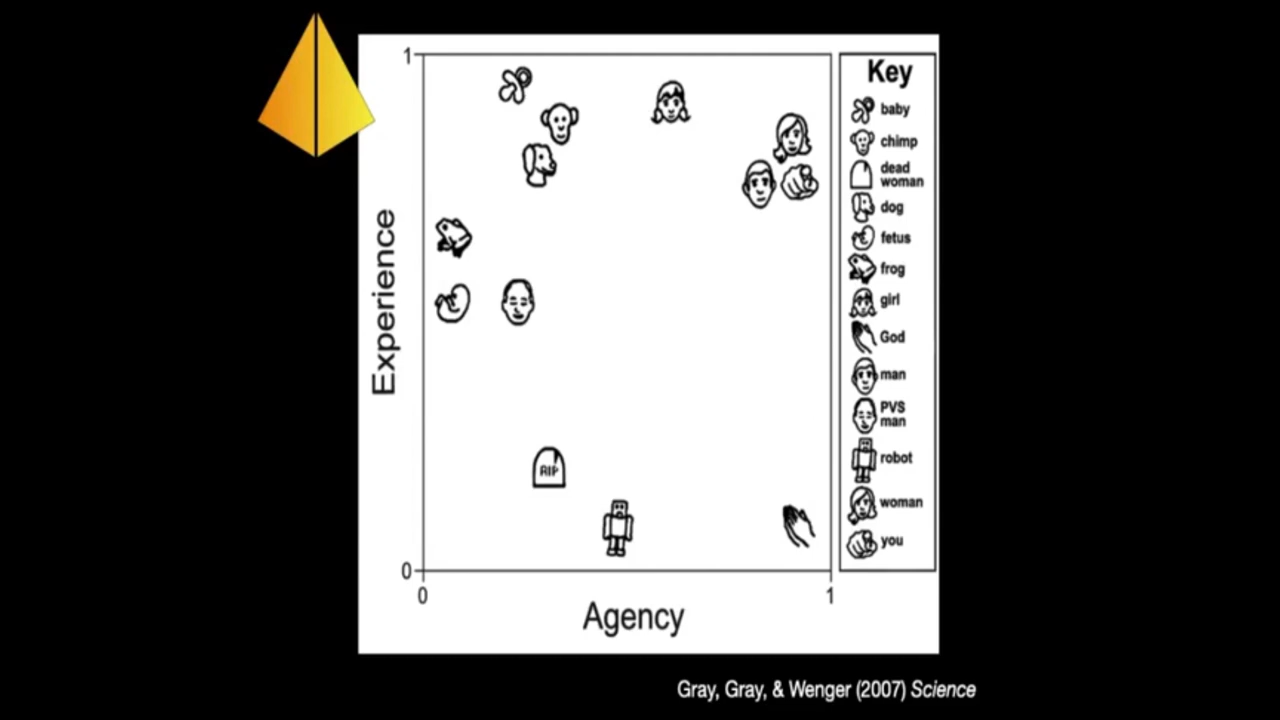 1
Experience
0
0
1
Agency
RIP
Key
baby
chimp
dead
woman
dog
fetus
frog
girl
God
man
PVS
man
robot
woman
you
Gray, Gray, & Wenger (2007) Science